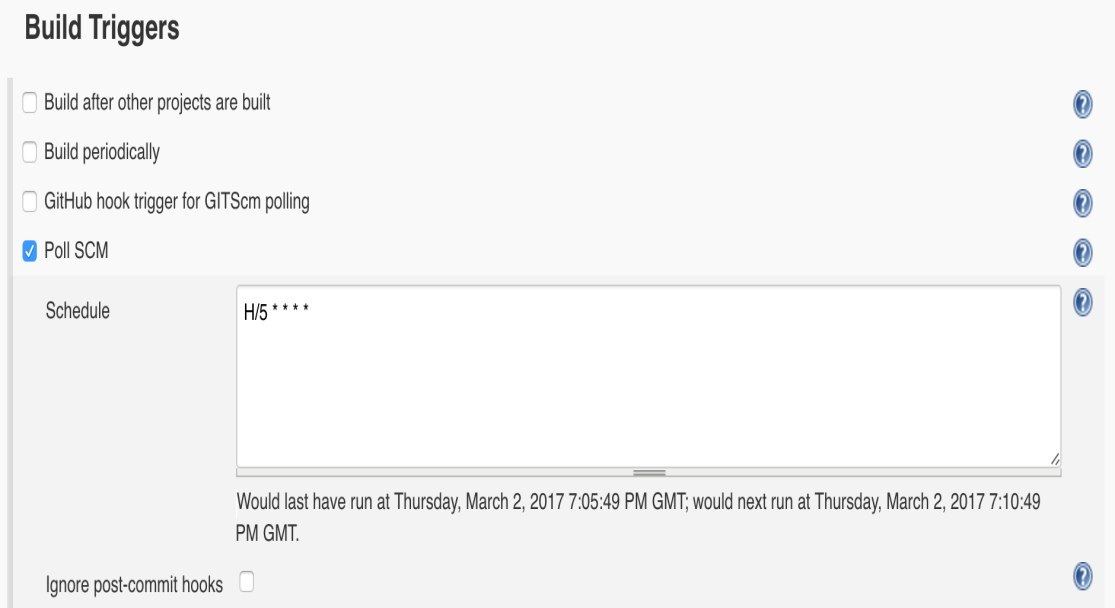 Build Triggers
Build after other projects are built
Build periodically
GitHub hook trigger for GITScm polling
Poll SCM
Schedule
H/5 * * * *
Would last have run at Thursday, March 2, 2017 7:05:49 PM GMT; would next run at Thursday, March 2, 2017 7:10:49
PM GMT.
Ignore post-commit hooks